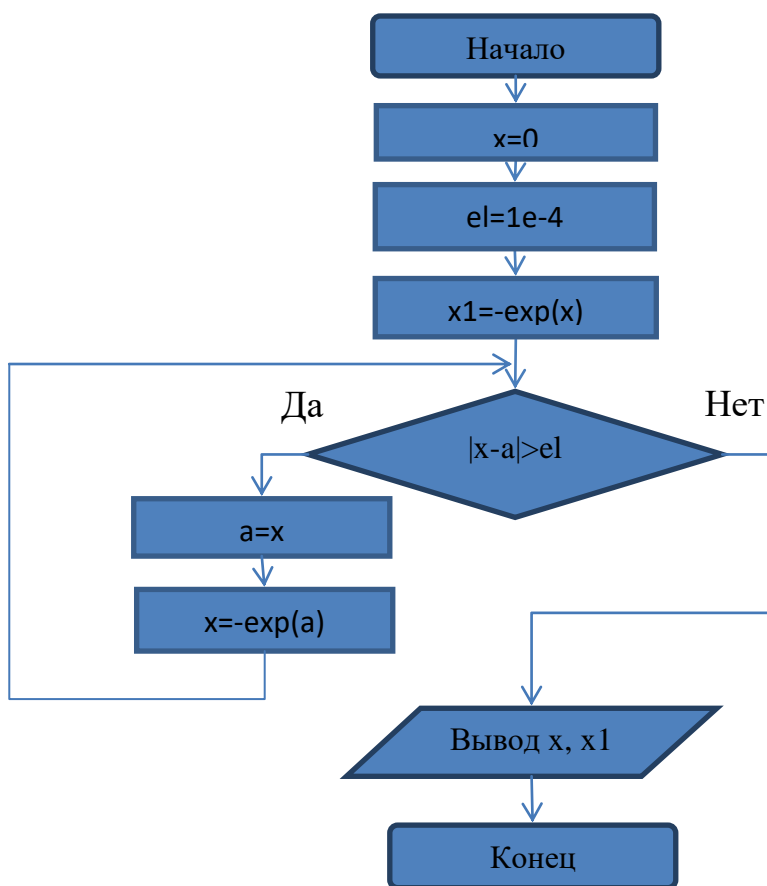 Начало
x=0
el=1e-4
x1=-exp(x)
Да
Нет
|x-a|>el
a=x
x=-exp(a)
Вывод x, x1
Конец